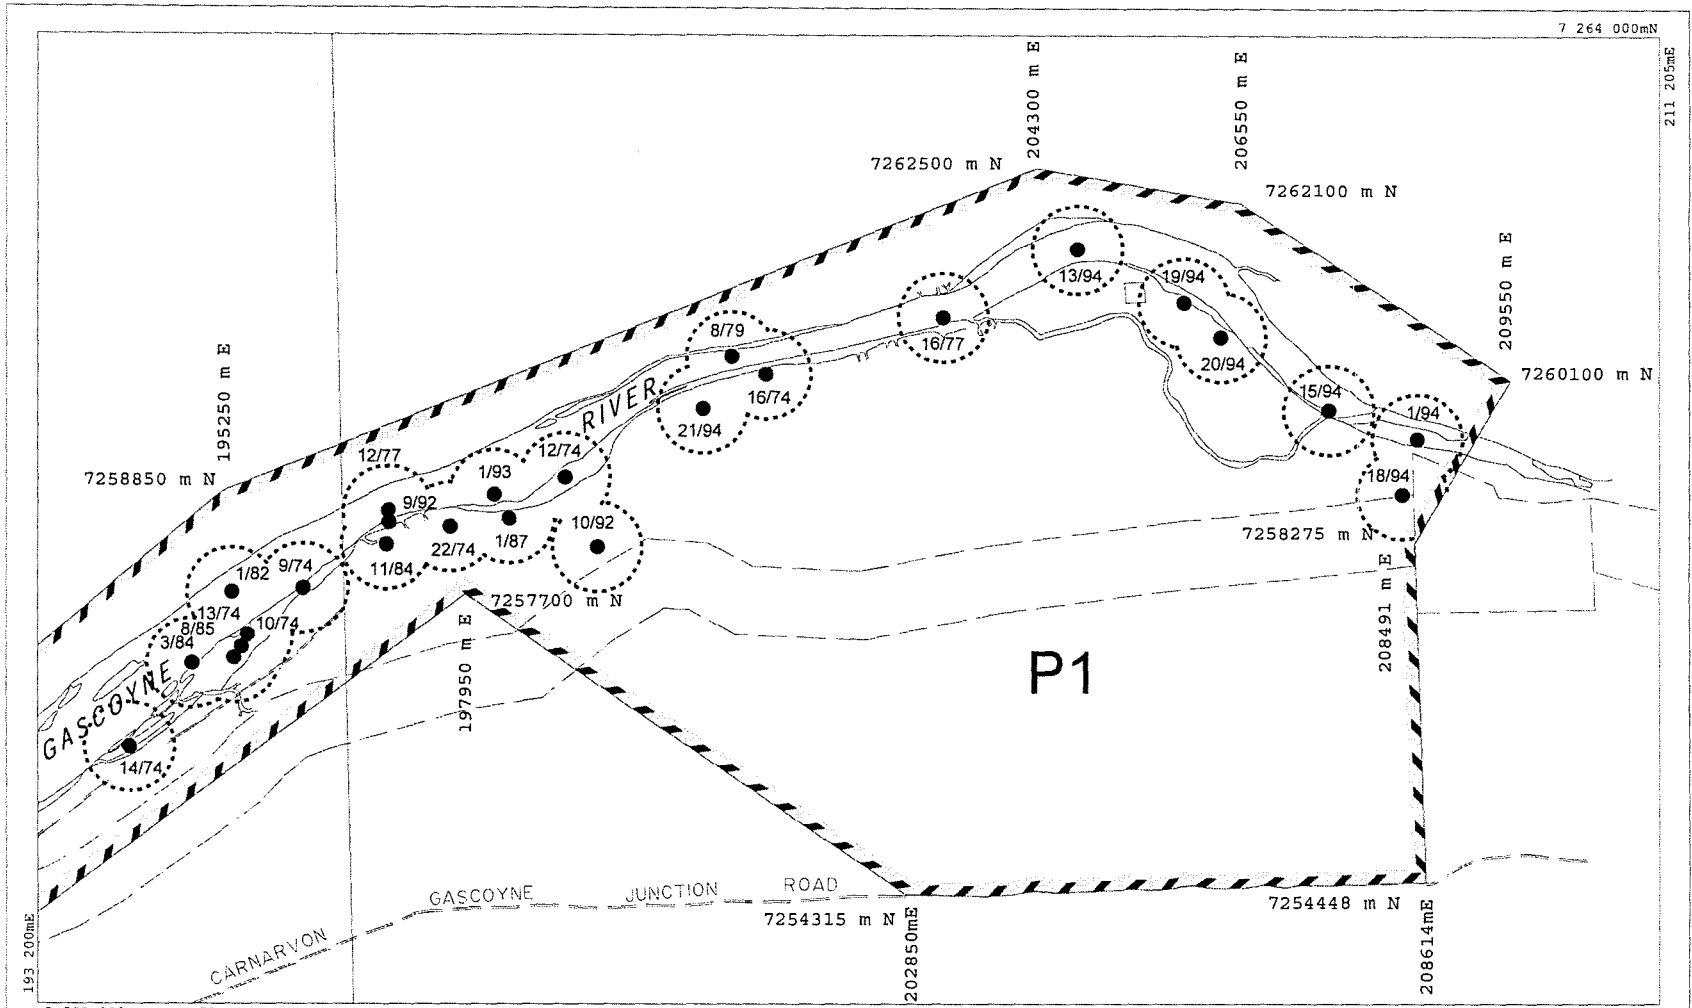 7 264 000mN
211 205mE
204300 m E
206550 m E
7262500 m N
7262100 m N
209550 m E
7260100 m N
195250 m E
7258850 m N
13/94
19/94
20/94
16/77
8/79
16/74
21/94
RIVER
15/94
1/94
18/94
12/77
9/92
11/84
1/93
12/74
22/74
1/87
10/92
7258275 m N
208491 m E
1/82
9/74
13/74
8/85
10/74
3/84
GASCOYNE
14/74
7257700 m N
197950 m E
P1
GASCOYNE JUNCTION ROAD
CARNARVON
7254315 m N
202850mE
7254448 m N
208614mE
193 200mE